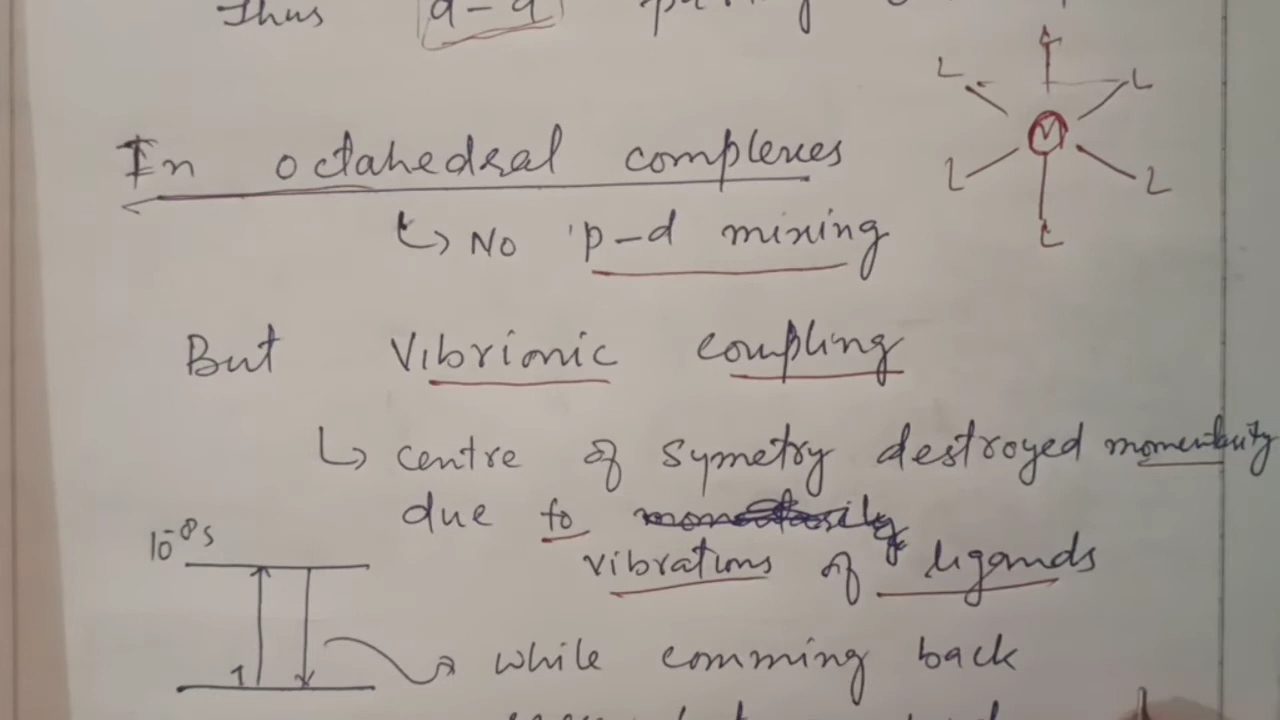 Thus d-d
L
L L
In octahedral complexes
M
L L
↳ No p-d mixing
L
But Vibrionic coupling
↳ centre of symetry destroyed
due to
vibrations of ligands
10⁻⁸s
1
while comming back